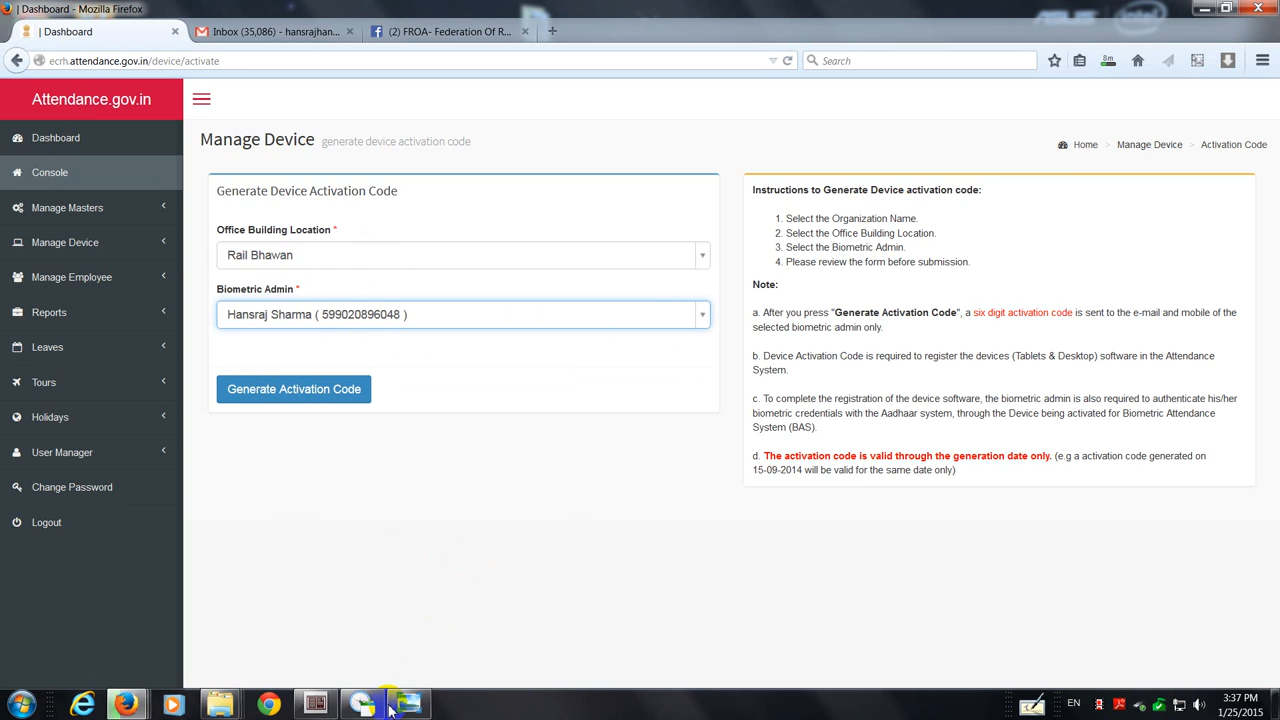 | Dashboard - Mozilla Firefox
| Dashboard
Inbox (35,086) - hansrajhan...
(2) FROA- Federation Of R...
ecrh.attendance.gov.in/device/activate
Search
Attendance.gov.in
Dashboard
Console
Manage Masters
Manage Device
Manage Employee
Reports
Leaves
Tours
Holidays
User Manager
Change Password
Logout
Manage Device generate device activation code
Home > Manage Device > Activation Code
Generate Device Activation Code
Office Building Location *
Rail Bhawan
Biometric Admin *
Hansraj Sharma ( 599020896048 )
Generate Activation Code
Instructions to Generate Device activation code:
1. Select the Organization Name.
2. Select the Office Building Location.
3. Select the Biometric Admin.
4. Please review the form before submission.
Note:
a. After you press "Generate Activation Code", a six digit activation code is sent to the e-mail and mobile of the
selected biometric admin only.
b. Device Activation Code is required to register the devices (Tablets & Desktop) software in the Attendance
System.
c. To complete the registration of the device software, the biometric admin is also required to authenticate his/her
biometric credentials with the Aadhaar system, through the Device being activated for Biometric Attendance
System (BAS).
d. The activation code is valid through the generation date only. (e.g a activation code generated on
15-09-2014 will be valid for the same date only)
EN
3:37 PM
1/25/2015